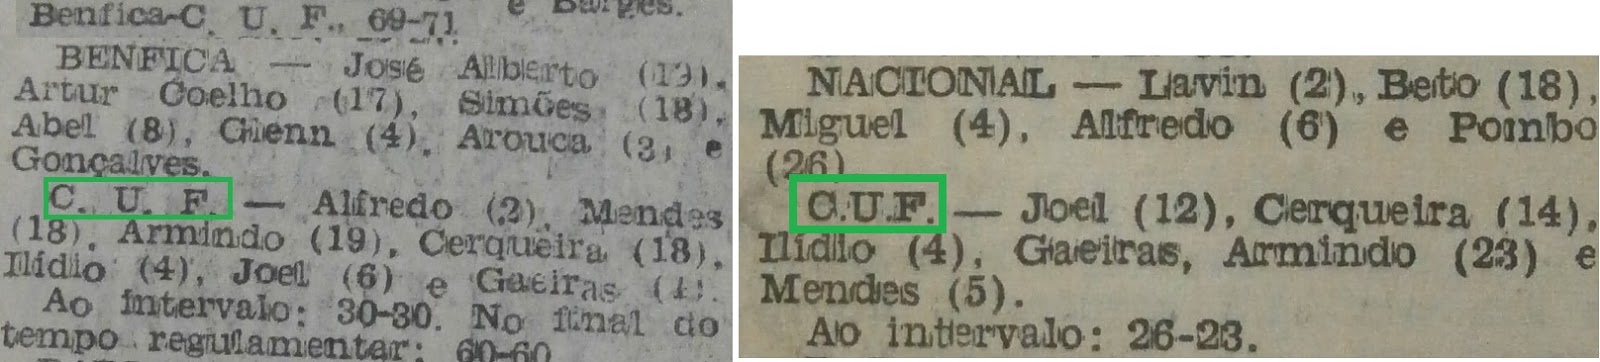 e Barges.
Benfica-C. U. F., 69-71
BENFICA — José Alberto (19),
Artur Coelho (17), Simões (18),
Abel (8), Glenn (4), Arouca (3) e
Gonçalves.
C. U. F. — Alfredo (2), Mendes
(18), Armindo (19), Cerqueira (18),
Ilídio (4), Joel (6) e Gaeiras (4).
Ao intervalo: 30-30. No final do
tempo regulamentar: 60-60
NACIONAL — Lavin (2), Beto (18),
Miguel (4), Alfredo (6) e Pombo
(26)
C.U.F. — Joel (12), Cerqueira (14),
Ilídio (4), Gaeiras, Armindo (23) e
Mendes (5).
Ao intervalo: 26-23.